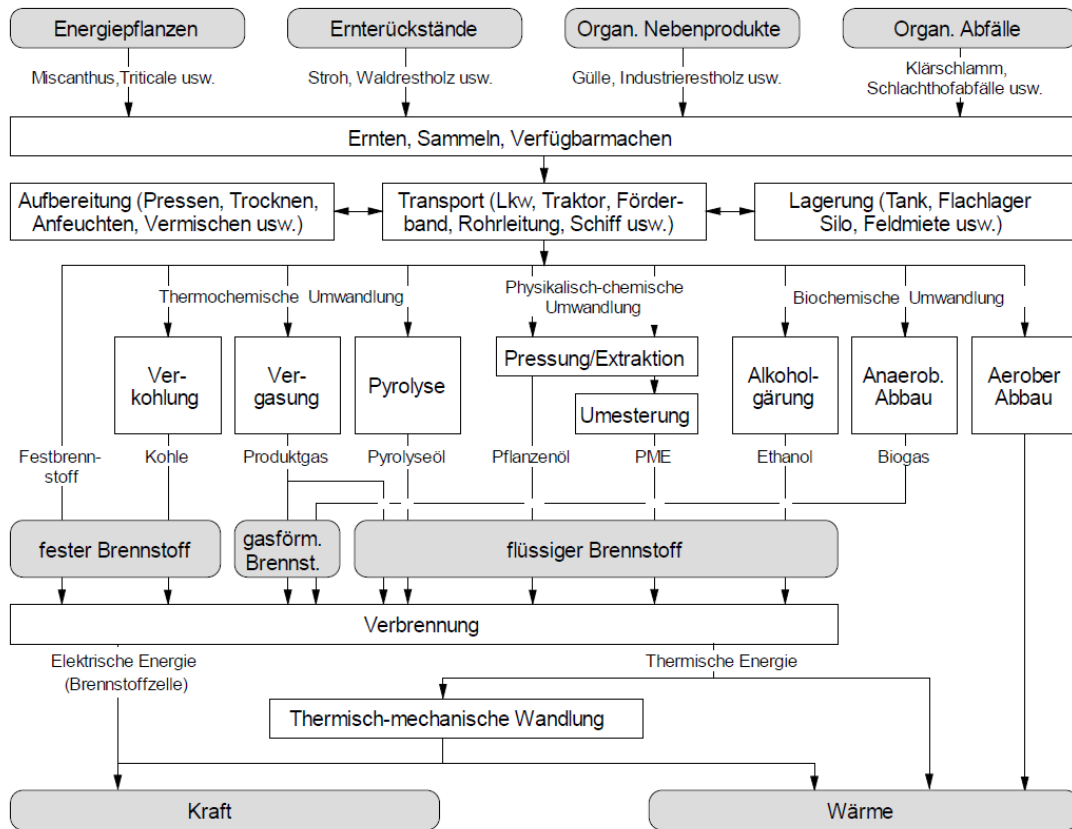 Energiepflanzen
Ernterückstände
Organ. Nebenprodukte
Organ. Abfälle
Miscanthus,Triticale usw.
Stroh, Waldrestholz usw.
Gülle, Industrierestholz usw.
Klärschlamm,
Schlachthofabfälle usw.
Ernten, Sammeln, Verfügbarmachen
Aufbereitung (Pressen, Trocknen,
Anfeuchten, Vermischen usw.)
Transport (Lkw, Traktor, Förder-
band, Rohrleitung, Schiff usw.)
Lagerung (Tank, Flachlager
Silo, Feldmiete usw.)
Thermochemische Umwandlung
Physikalisch-chemische
Umwandlung
Biochemische Umwandlung
Ver-
kohlung
Ver-
gasung
Pyrolyse
Pressung/Extraktion
Umesterung
Alkohol-
gärung
Anaerob.
Abbau
Aerober
Abbau
Festbrenn-
stoff
Kohle
Produktgas
Pyrolyseöl
Pflanzenöl
PME
Ethanol
Biogas
fester Brennstoff
gasförm.
Brennst.
flüssiger Brennstoff
Verbrennung
Elektrische Energie
(Brennstoffzelle)
Thermische Energie
Thermisch-mechanische Wandlung
Kraft
Wärme